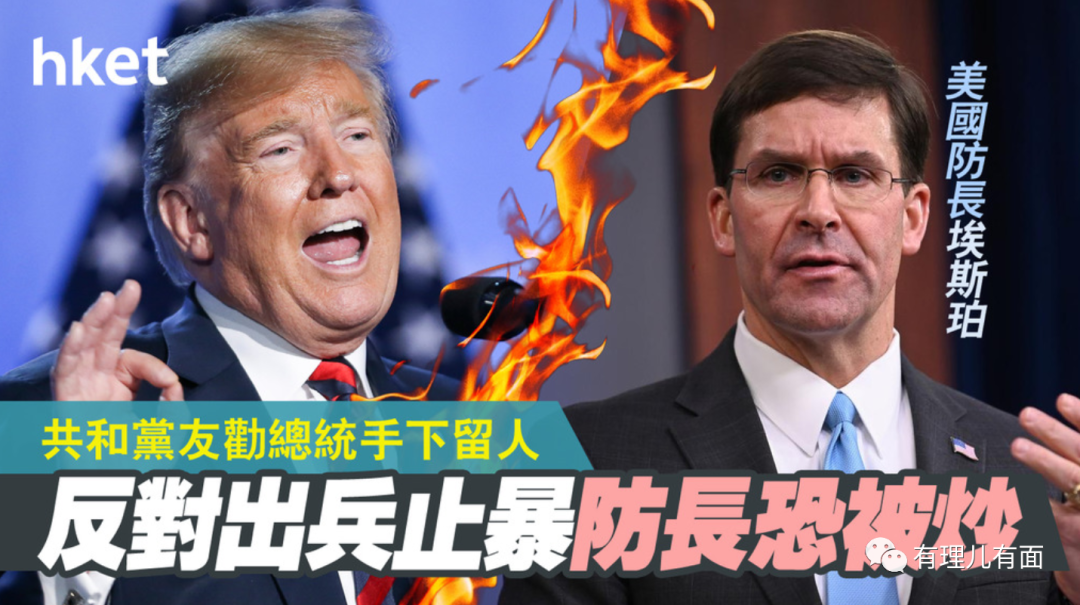 hket
美國防長埃斯珀
共和黨友勸總統手下留人
反對出兵止暴防長恐被炒
有理儿有面